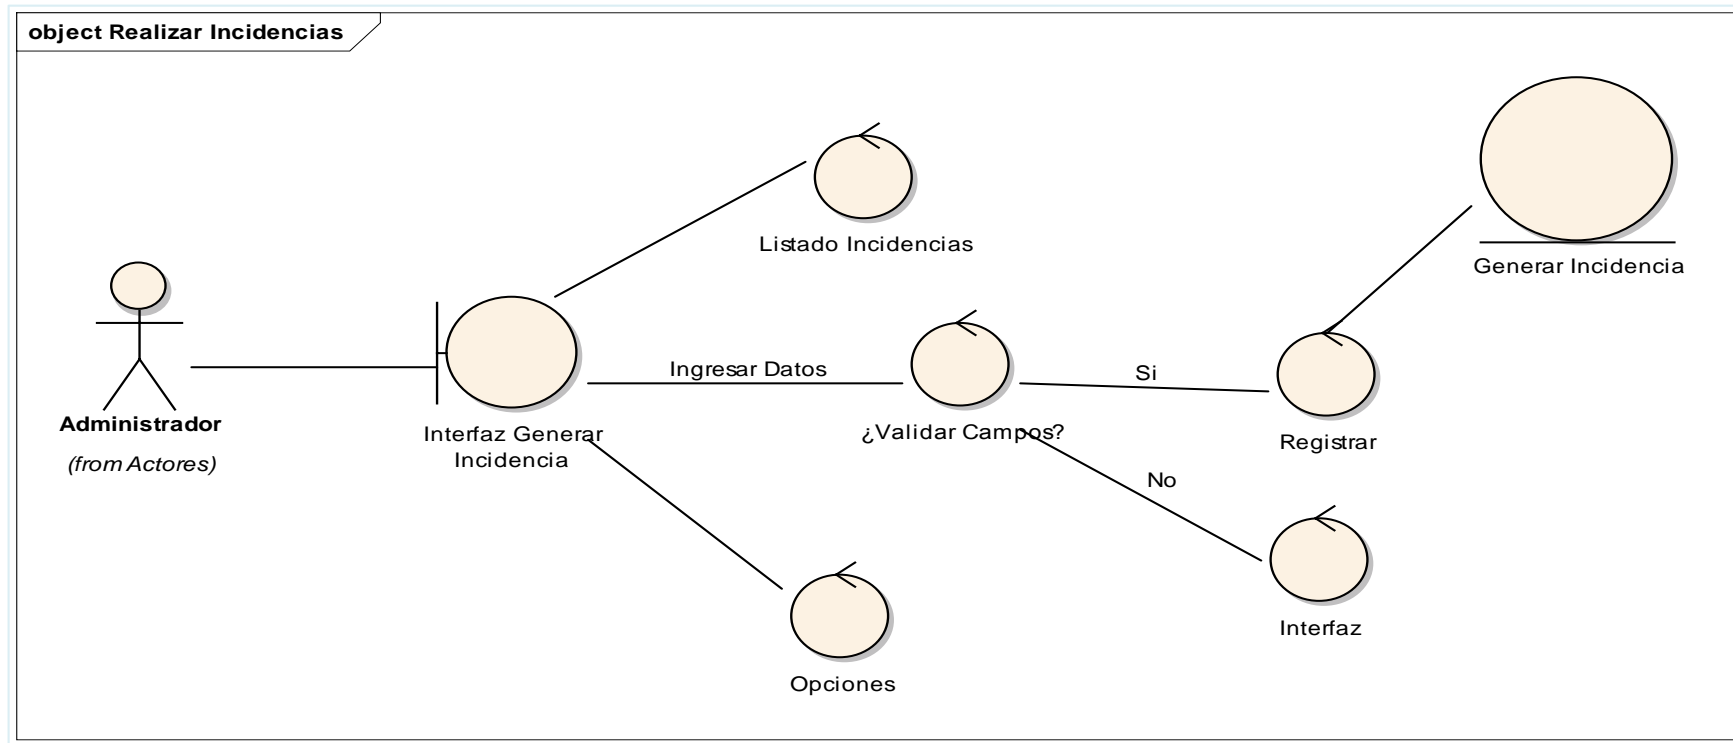 object Realizar Incidencias
Listado Incidencias
Generar Incidencia
Ingresar Datos
Si
Administrador
(from Actores)
Interfaz Generar
Incidencia
¿Validar Campos?
Registrar
No
Interfaz
Opciones